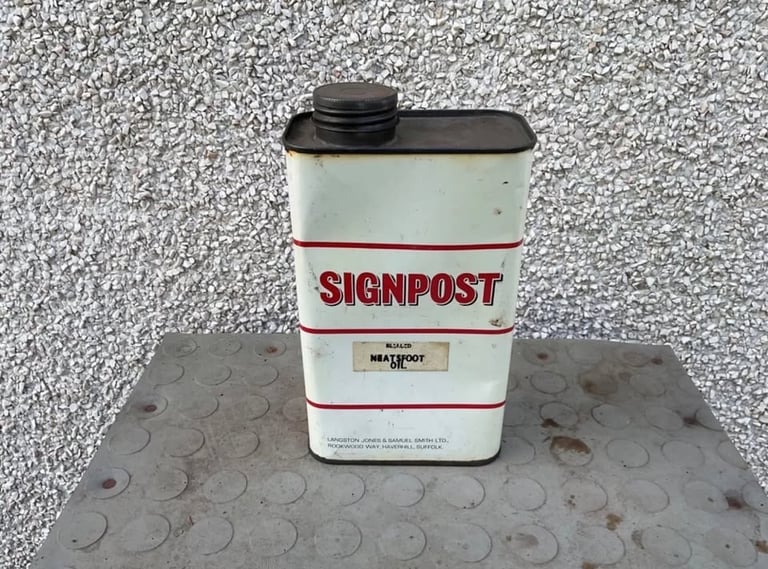 SIGNPOST
NEATSFOOT
OIL
LANGSTON JONES & SAMUEL SMITH LTD.,
ROOKWOOD WAY, HAVERHILL, SUFFOLK.